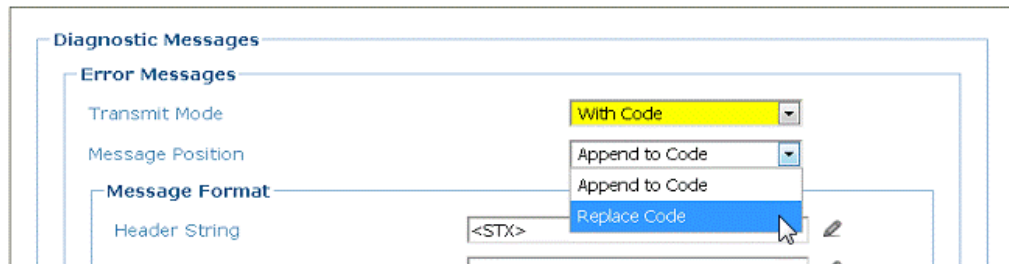 Diagnostic Messages
Error Messages
Transmit Mode With Code
Message Position Append to Code
Append to Code
Message Format
Replace Code
Header String <STX>